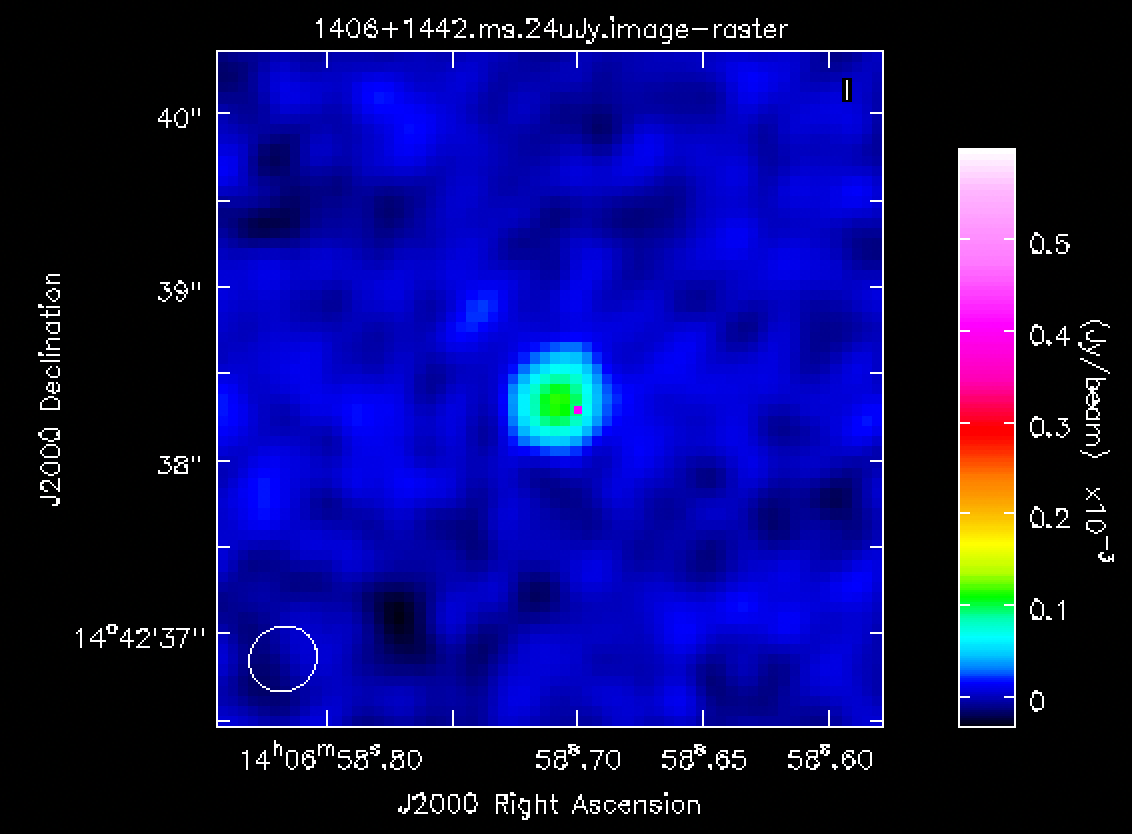 1406+1442.ms.24uJy.image-raster
I
40"
39"
38"
14°42'37"
J2000 Declination
14ʰ06ᵐ58ˢ.80
58ˢ.70
58ˢ.65
58ˢ.60
J2000 Right Ascension
0.5
0.4
0.3
0.2
0.1
0
(Jy/beam) ×10⁻³